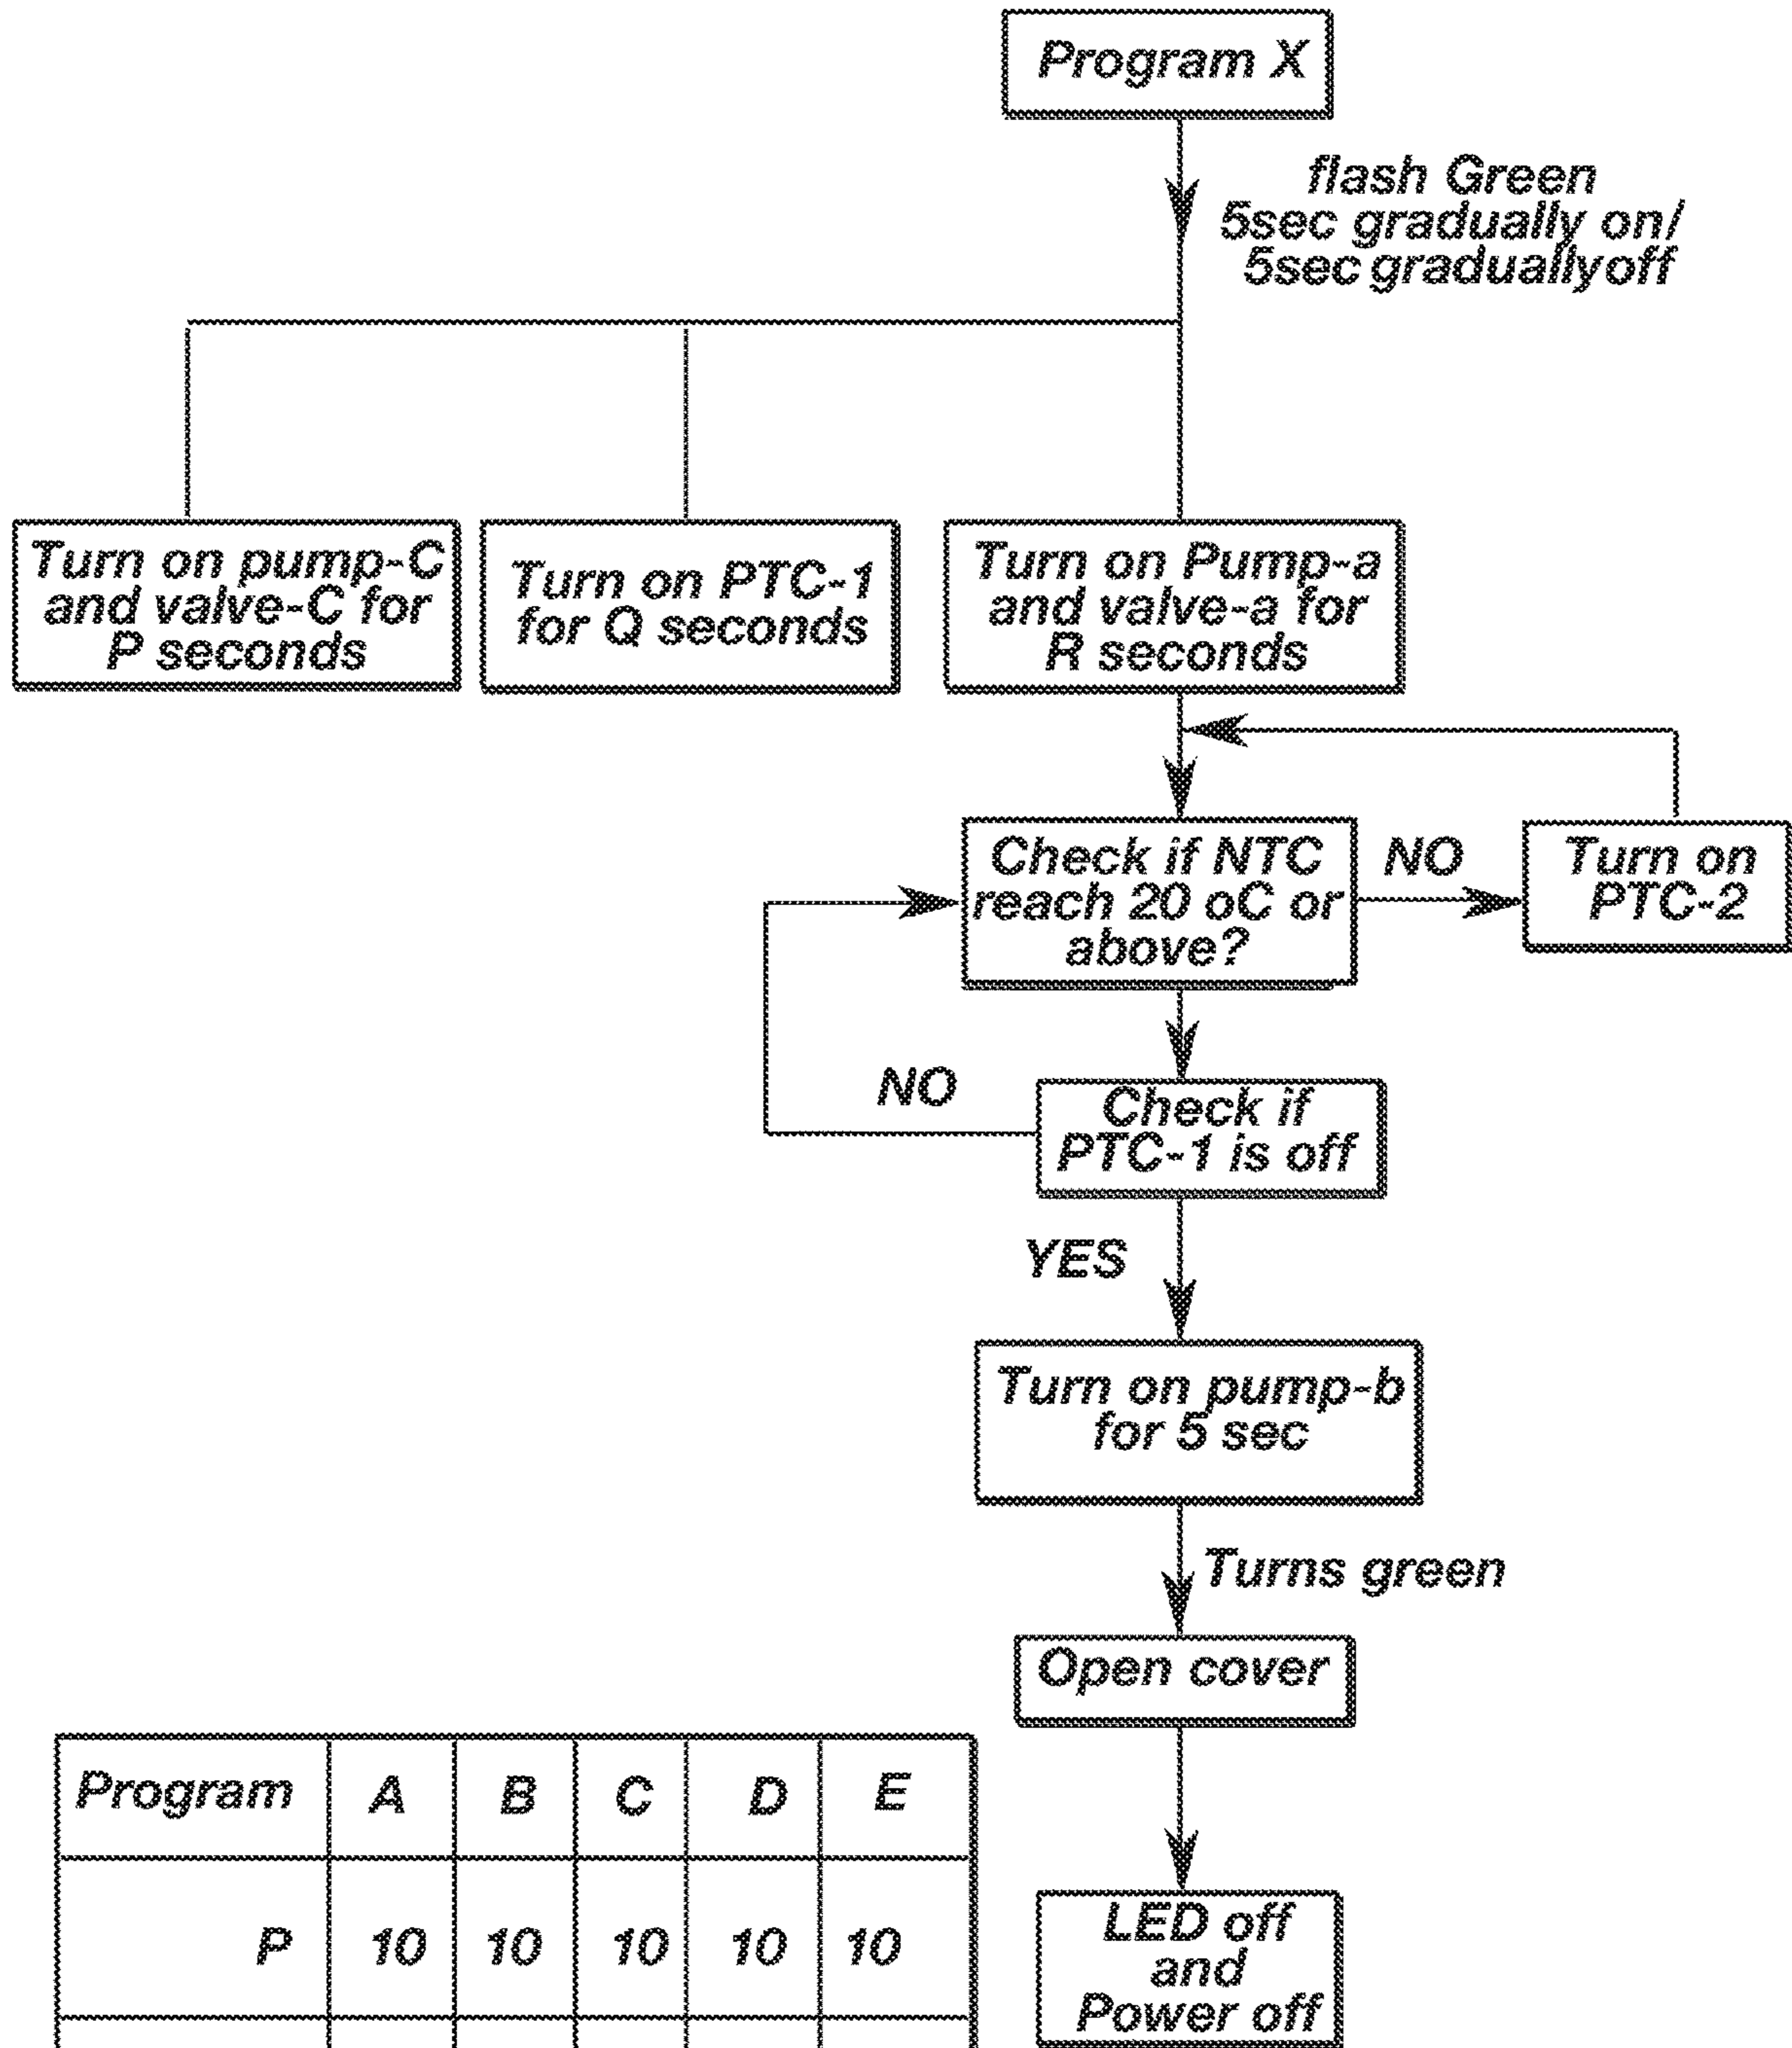 Program X
flash Green
5sec gradually on/
5sec gradually off
Turn on pump-C
and valve-C for
P seconds
Turn on PTC-1
for Q seconds
Turn on Pump-a
and valve-a for
R seconds
Check if NTC
reach 20 oC or
above?
NO
Turn on
PTC-2
NO
Check if
PTC-1 is off
YES
Turn on pump-b
for 5 sec
Turns green
Open cover
LED off
and
Power off
Program A B C D E
P 10 10 10 10 10